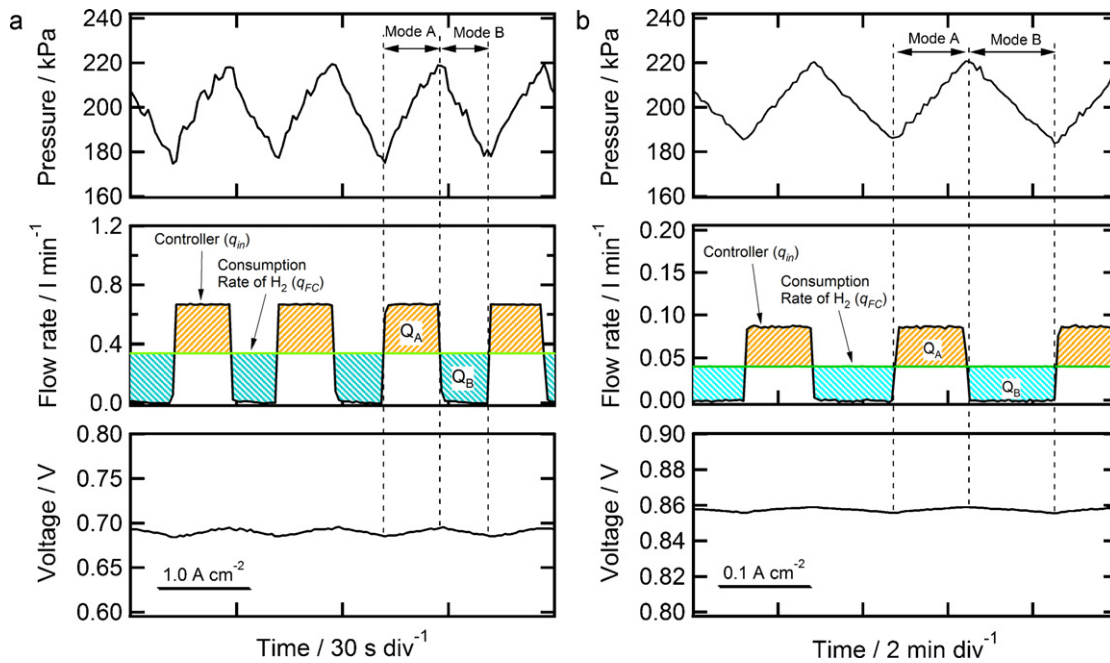 a
Mode A
Mode B
Pressure / kPa
220
200
180
160
Flow rate / l min⁻¹
1.2
0.8
0.4
0.0
Controller (q_in)
Consumption
Rate of H₂ (q_FC)
Q_A
Q_B
Voltage / V
0.80
0.75
0.70
0.65
0.60
1.0 A cm⁻²
Time / 30 s div⁻¹
b
Mode A
Mode B
Pressure / kPa
220
200
180
160
Flow rate / l min⁻¹
0.20
0.15
0.10
0.05
0.00
Controller (q_in)
Consumption
Rate of H₂ (q_FC)
Q_A
Q_B
Voltage / V
0.90
0.88
0.86
0.84
0.82
0.80
0.1 A cm⁻²
Time / 2 min div⁻¹